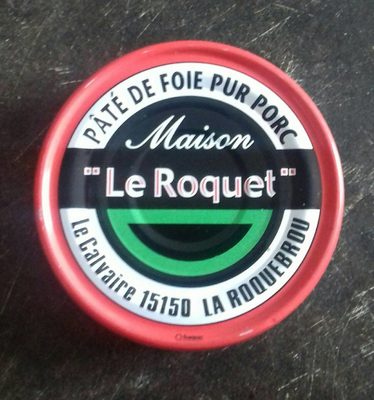 PÂTÉ DE FOIE PUR PORC
Maison
"Le Roquet"
Le Calvaire 15150 LA ROQUEBROU